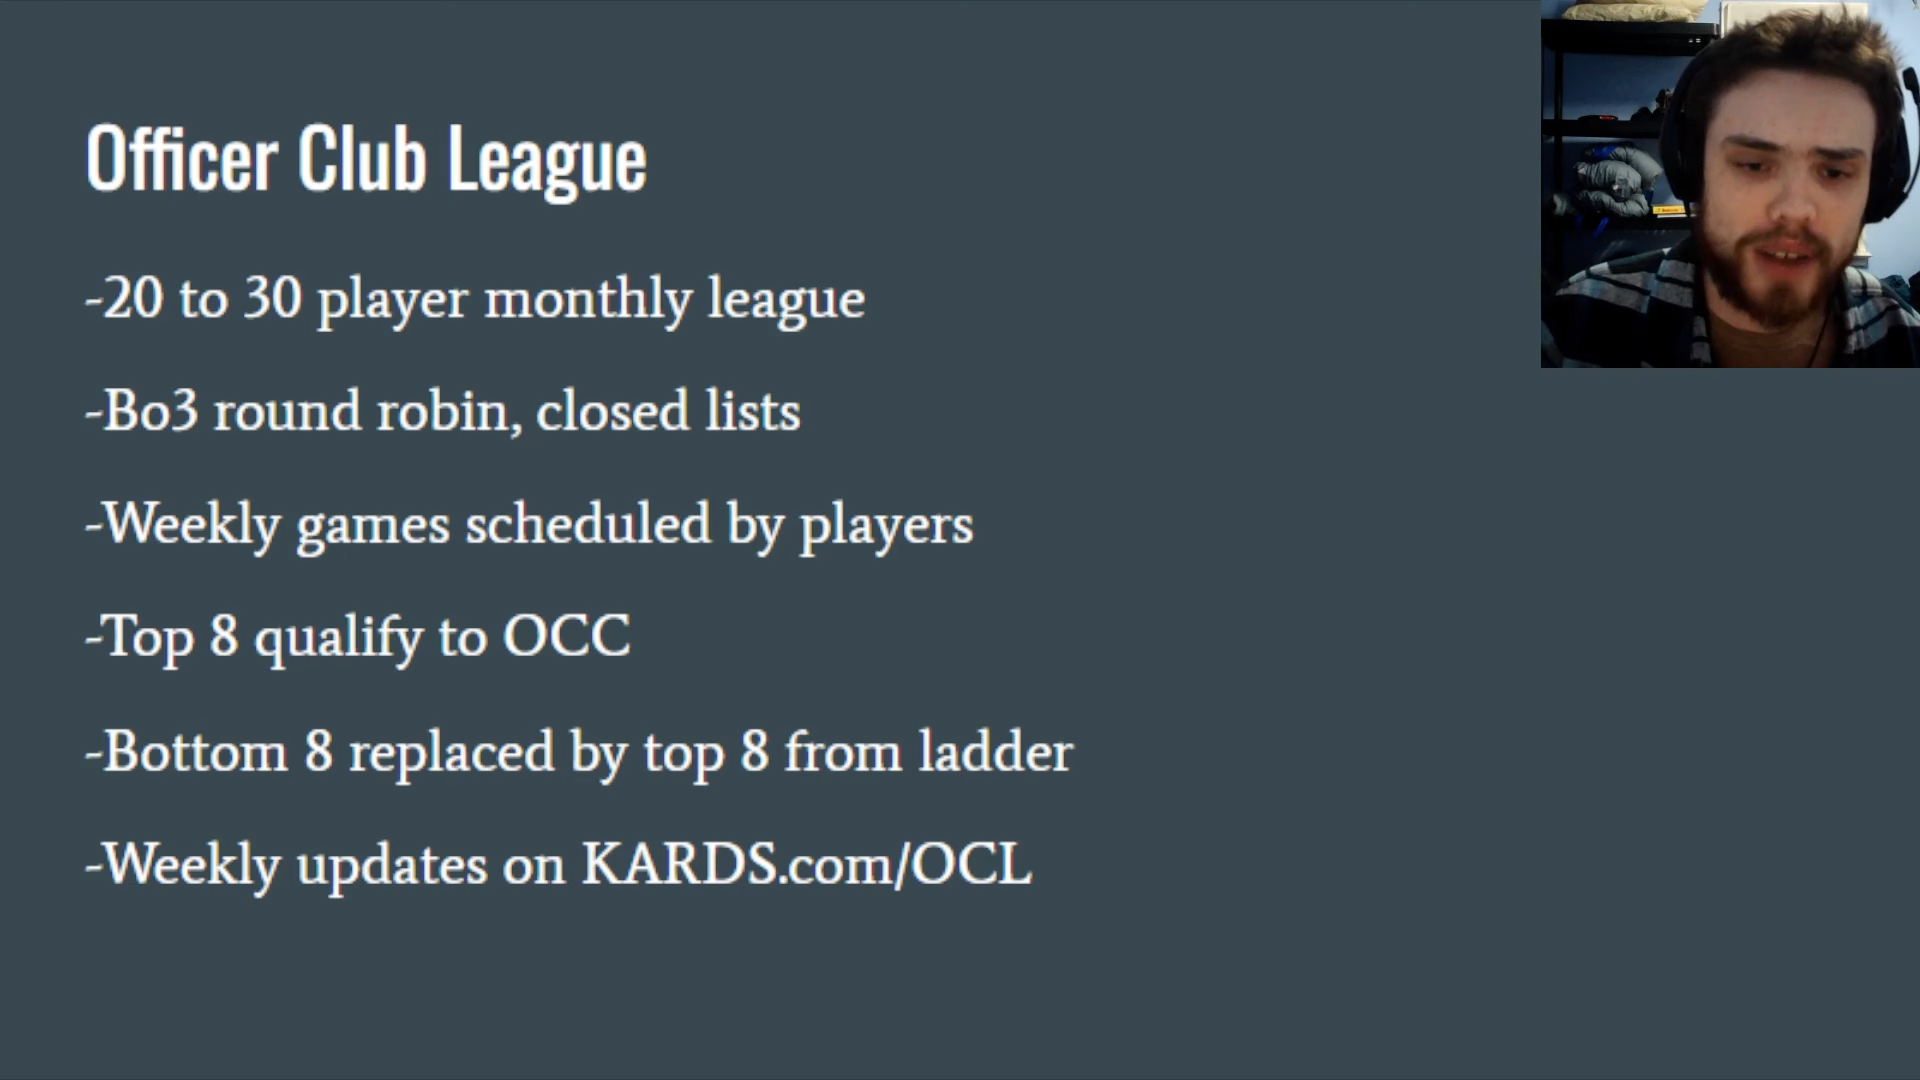 Officer Club League
-20 to 30 player monthly league
-Bo3 round robin, closed lists
-Weekly games scheduled by players
-Top 8 qualify to OCC
-Bottom 8 replaced by top 8 from ladder
-Weekly updates on KARDS.com/OCL